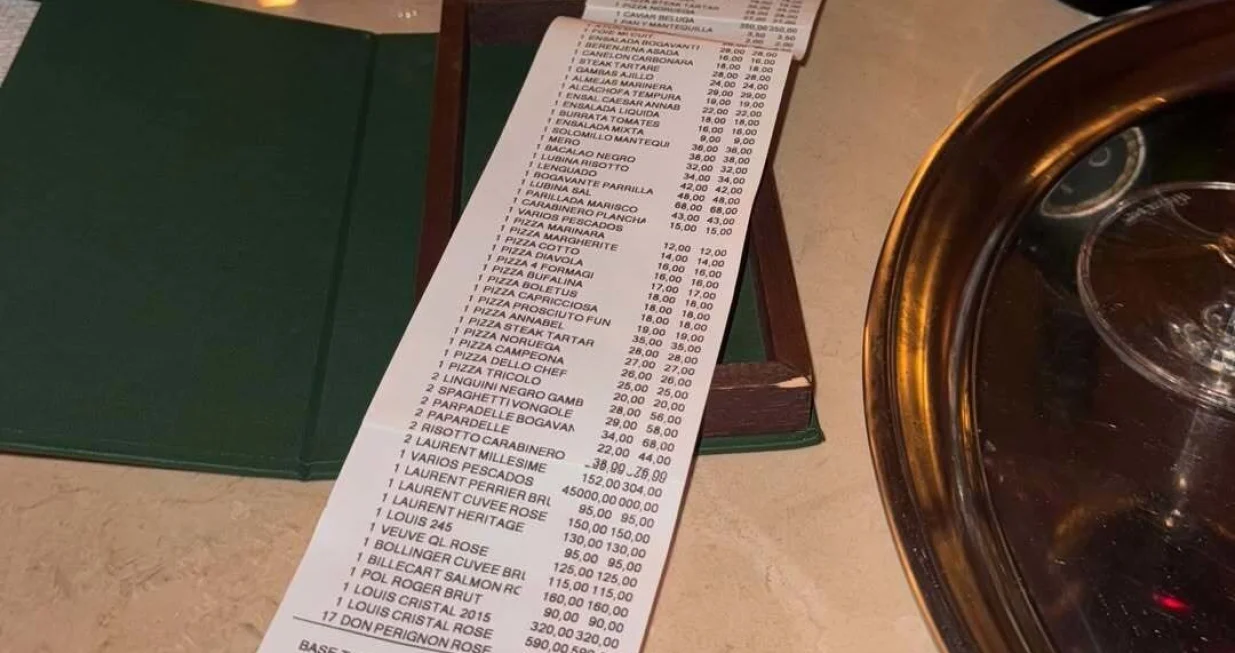 1 PIZZA STEAK TARTAR
1 PIZZA NORUEGA
1 CAVIAR BELUGA 250,00 250,00
1 PAN Y MANTEQUILLA 3,50 3,50
2,00 2,00
1 FOIE MI CUIT
1 ENSALADA BOGAVANTI 28,00 28,00
1 BERENJENA ASADA 16,00 16,00
1 CANELON CARBONARA 18,00 18,00
1 STEAK TARTARE 28,00 28,00
1 GAMBAS AJILLO 24,00 24,00
1 ALMEJAS MARINERA 29,00 29,00
1 ALCACHOFA TEMPURA 19,00 19,00
1 ENSAL CAESAR ANNAB 22,00 22,00
1 ENSALADA LIQUIDA 18,00 18,00
1 BURRATA TOMATES 16,00 16,00
1 ENSALADA MIXTA 9,00 9,00
1 SOLOMILLO MANTEQUI 36,00 36,00
1 MERO 38,00 38,00
1 BACALAO NEGRO 32,00 32,00
1 LUBINA RISOTTO 34,00 34,00
1 LENGUADO 42,00 42,00
1 BOGAVANTE PARRILLA 48,00 48,00
1 LUBINA SAL 68,00 68,00
1 PARILLADA MARISCO 43,00 43,00
1 CARABINERO PLANCHA 15,00 15,00
1 VARIOS PESCADOS
1 PIZZA MARINARA 12,00 12,00
1 PIZZA MARGHERITE 14,00 14,00
1 PIZZA COTTO 16,00 16,00
1 PIZZA DIAVOLA 16,00 16,00
1 PIZZA 4 FORMAGI 17,00 17,00
1 PIZZA BUFALINA 18,00 18,00
1 PIZZA BOLETUS 18,00 18,00
1 PIZZA CAPRICCIOSA 18,00 18,00
1 PIZZA PROSCIUTO FUN 19,00 19,00
1 PIZZA ANNABEL 35,00 35,00
1 PIZZA STEAK TARTAR 28,00 28,00
1 PIZZA NORUEGA 27,00 27,00
1 PIZZA CAMPEONA 26,00 26,00
1 PIZZA DELLO CHEF 25,00 25,00
1 PIZZA TRICOLO 20,00 20,00
2 LINGUINI NEGRO GAMB 28,00 56,00
2 SPAGHETTI VONGOLE 29,00 58,00
2 PARPADELLE BOGAVAN 34,00 68,00
2 PAPARDELLE 22,00 44,00
2 RISOTTO CARABINERO 38,00 76,00
2 LAURENT MILLESIME 152,00 304,00
1 VARIOS PESCADOS 45000,00 000,00
1 LAURENT PERRIER BRU 95,00 95,00
1 LAURENT CUVEE ROSE 150,00 150,00
1 LAURENT HERITAGE 130,00 130,00
1 LOUIS 245 95,00 95,00
1 VEUVE QL ROSE 125,00 125,00
1 BOLLINGER CUVEE BRU 115,00 115,00
1 BILLECART SALMON RO 160,00 160,00
1 POL ROGER BRUT 90,00 90,00
1 LOUIS CRISTAL 2015 320,00 320,00
1 LOUIS CRISTAL ROSE 590,00 590
17 DON PERIGNON ROSE
BASE